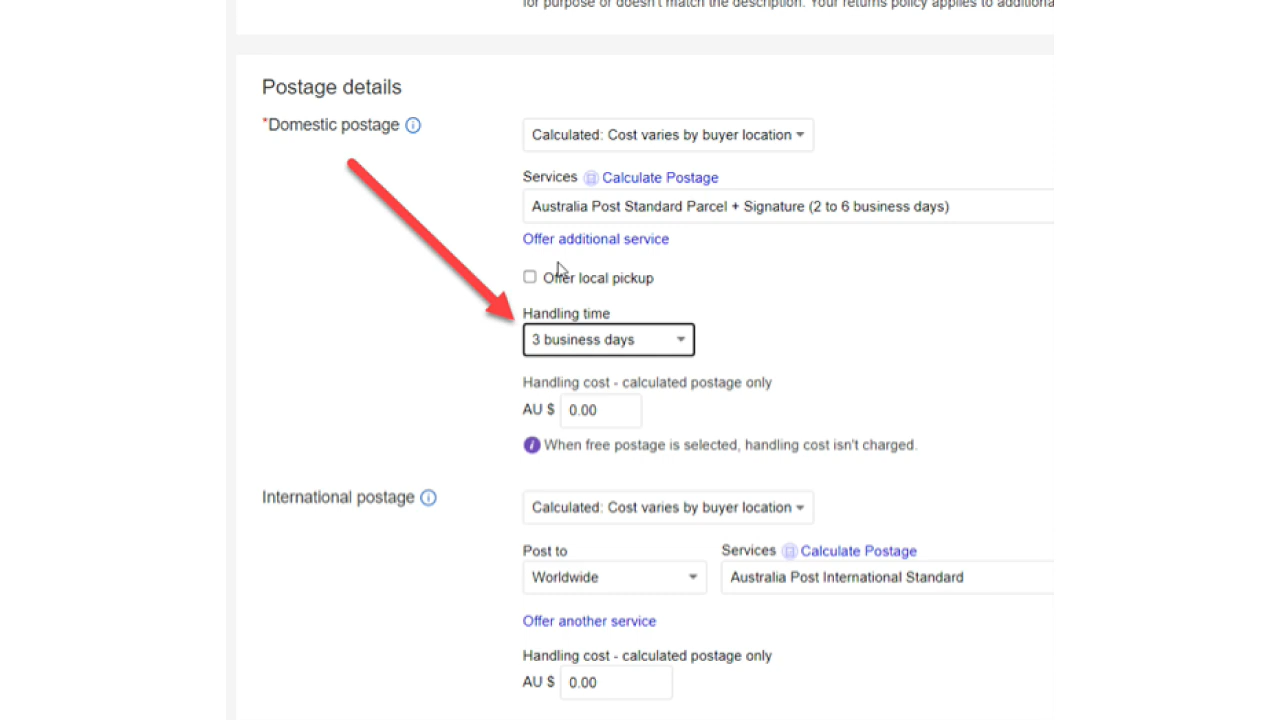 for purpose or doesn't match the description. Your returns policy applies to additiona
Postage details
*Domestic postage
Calculated: Cost varies by buyer location
Services Calculate Postage
Australia Post Standard Parcel + Signature (2 to 6 business days)
Offer additional service
Offer local pickup
Handling time
3 business days
Handling cost - calculated postage only
AU $ 0.00
When free postage is selected, handling cost isn't charged.
International postage
Calculated: Cost varies by buyer location
Post to Services Calculate Postage
Worldwide Australia Post International Standard
Offer another service
Handling cost - calculated postage only
AU $ 0.00